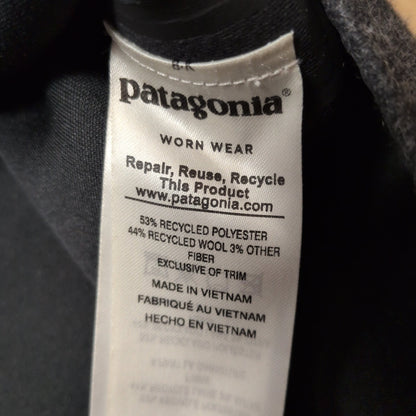 patagonia®
WORN WEAR
Repair, Reuse, Recycle
This Product
www.patagonia.com
53% RECYCLED POLYESTER
44% RECYCLED WOOL 3% OTHER
FIBER
EXCLUSIVE OF TRIM
MADE IN VIETNAM
FABRIQUÉ AU VIETNAM
HECHO EN VIETNAM